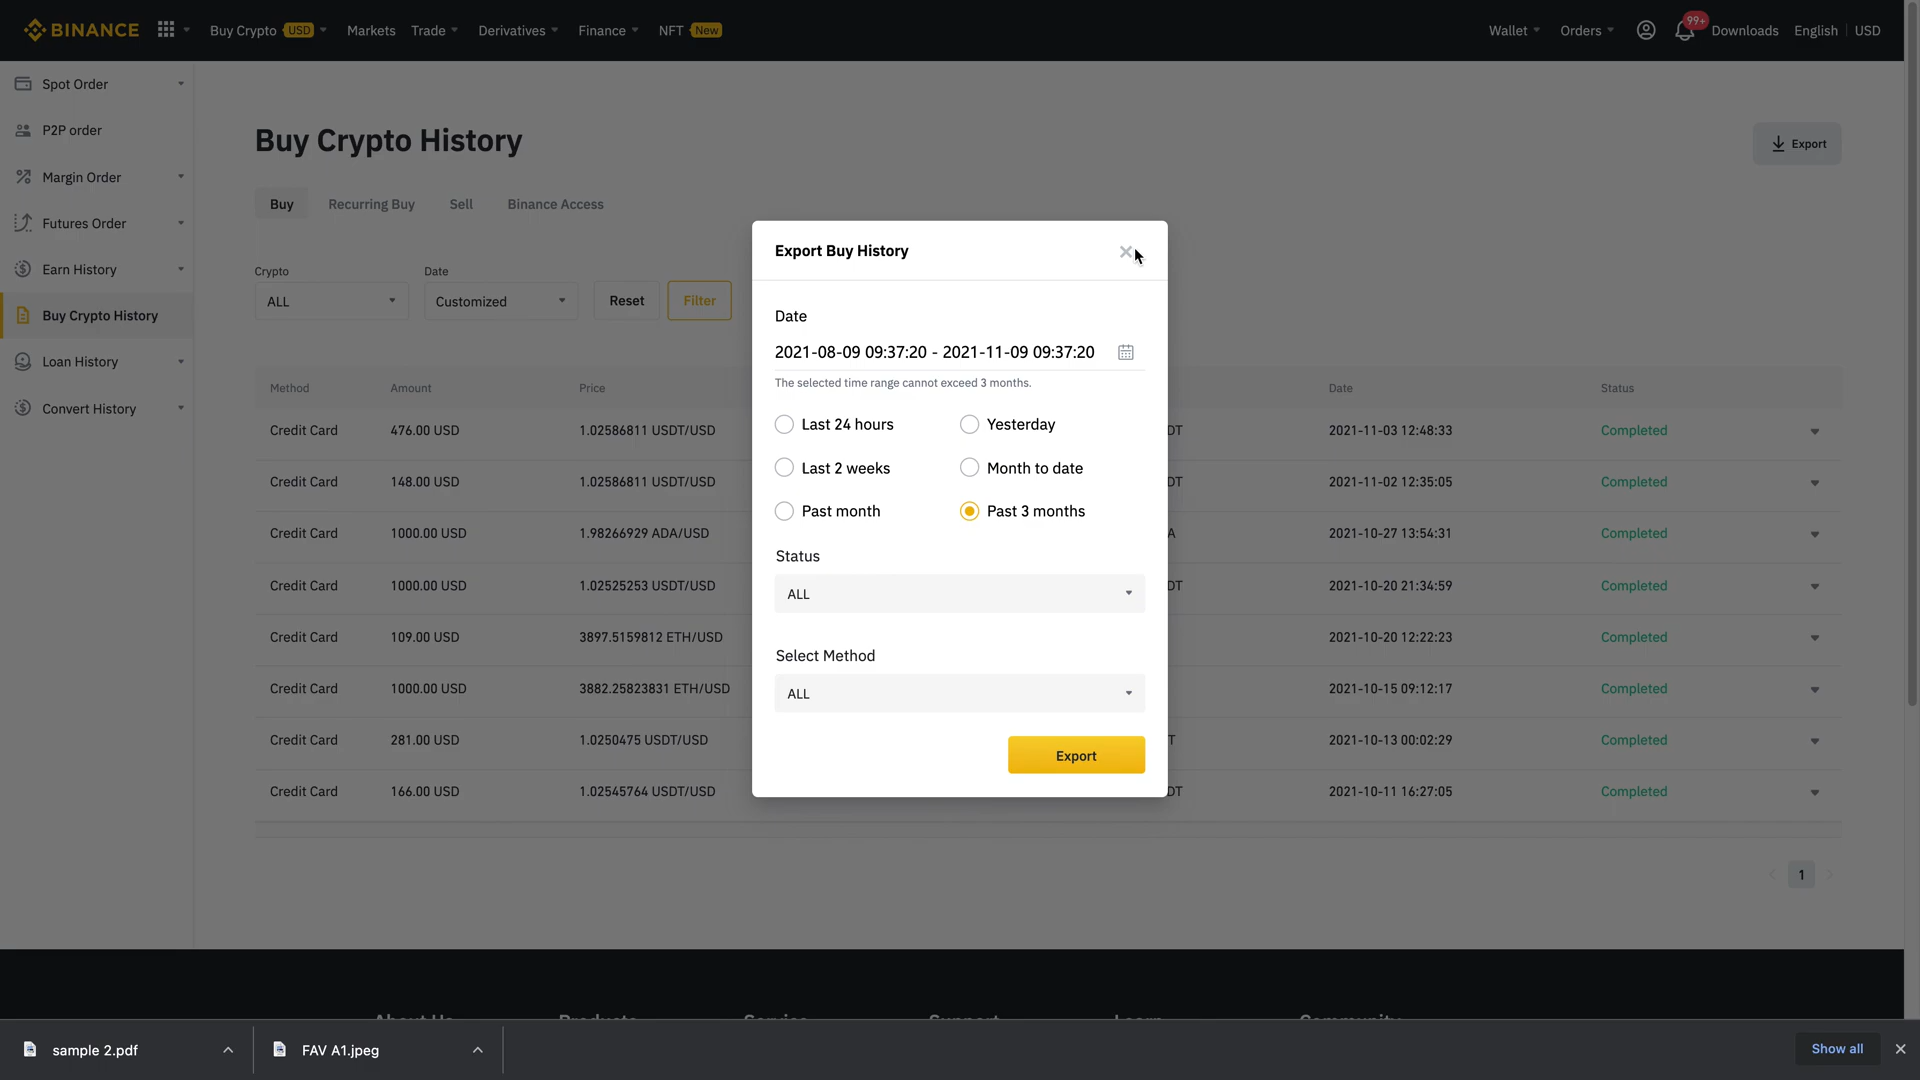 BINANCE
Buy Crypto USD
Markets
Trade
Derivatives
Finance
NFT New
Wallet
Orders
99+
Downloads
English
USD
Spot Order
P2P order
Margin Order
Futures Order
Earn History
Buy Crypto History
Loan History
Convert History
Buy Crypto History
Export
Buy
Recurring Buy
Sell
Binance Access
Crypto
Date
ALL
Customized
Reset
Filter
Method Amount Price Date Status
Credit Card 476.00 USD 1.02586811 USDT/USD DT 2021-11-03 12:48:33 Completed
Credit Card 148.00 USD 1.02586811 USDT/USD DT 2021-11-02 12:35:05 Completed
Credit Card 1000.00 USD 1.98266929 ADA/USD A 2021-10-27 13:54:31 Completed
Credit Card 1000.00 USD 1.02525253 USDT/USD DT 2021-10-20 21:34:59 Completed
Credit Card 109.00 USD 3897.5159812 ETH/USD 2021-10-20 12:22:23 Completed
Credit Card 1000.00 USD 3882.25823831 ETH/USD 2021-10-15 09:12:17 Completed
Credit Card 281.00 USD 1.0250475 USDT/USD T 2021-10-13 00:02:29 Completed
Credit Card 166.00 USD 1.02545764 USDT/USD DT 2021-10-11 16:27:05 Completed
1
Export Buy History
Date
2021-08-09 09:37:20 - 2021-11-09 09:37:20
The selected time range cannot exceed 3 months.
Last 24 hours
Yesterday
Last 2 weeks
Month to date
Past month
Past 3 months
Status
ALL
Select Method
ALL
Export
About Us
Products
Service
Support
Learn
Community
sample 2.pdf
FAV A1.jpeg
Show all